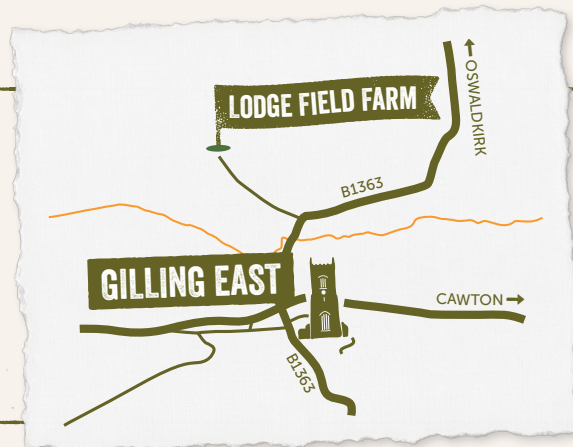 OSWALDKIRK
LODGE FIELD FARM
B1363
GILLING EAST
CAWTON
B1363